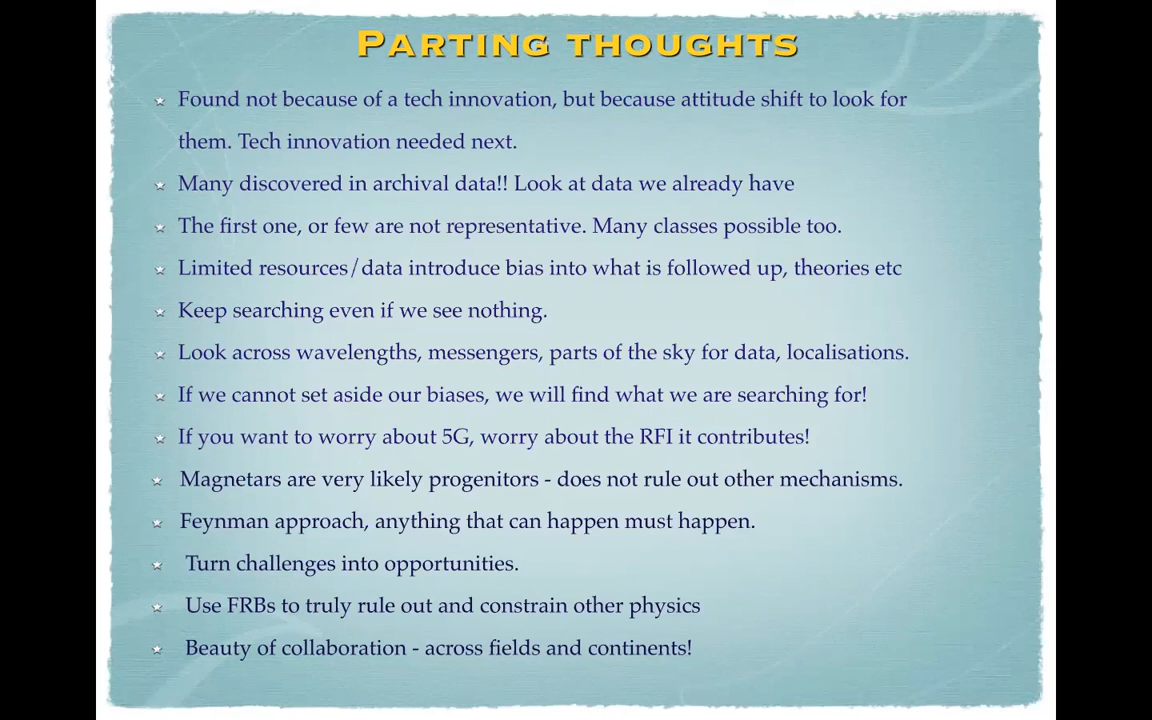 PARTING THOUGHTS
Found not because of a tech innovation, but because attitude shift to look for
them. Tech innovation needed next.
Many discovered in archival data!! Look at data we already have
The first one, or few are not representative. Many classes possible too.
Limited resources/data introduce bias into what is followed up, theories etc
Keep searching even if we see nothing.
Look across wavelengths, messengers, parts of the sky for data, localisations.
If we cannot set aside our biases, we will find what we are searching for!
If you want to worry about 5G, worry about the RFI it contributes!
Magnetars are very likely progenitors - does not rule out other mechanisms.
Feynman approach, anything that can happen must happen.
Turn challenges into opportunities.
Use FRBs to truly rule out and constrain other physics
Beauty of collaboration - across fields and continents!